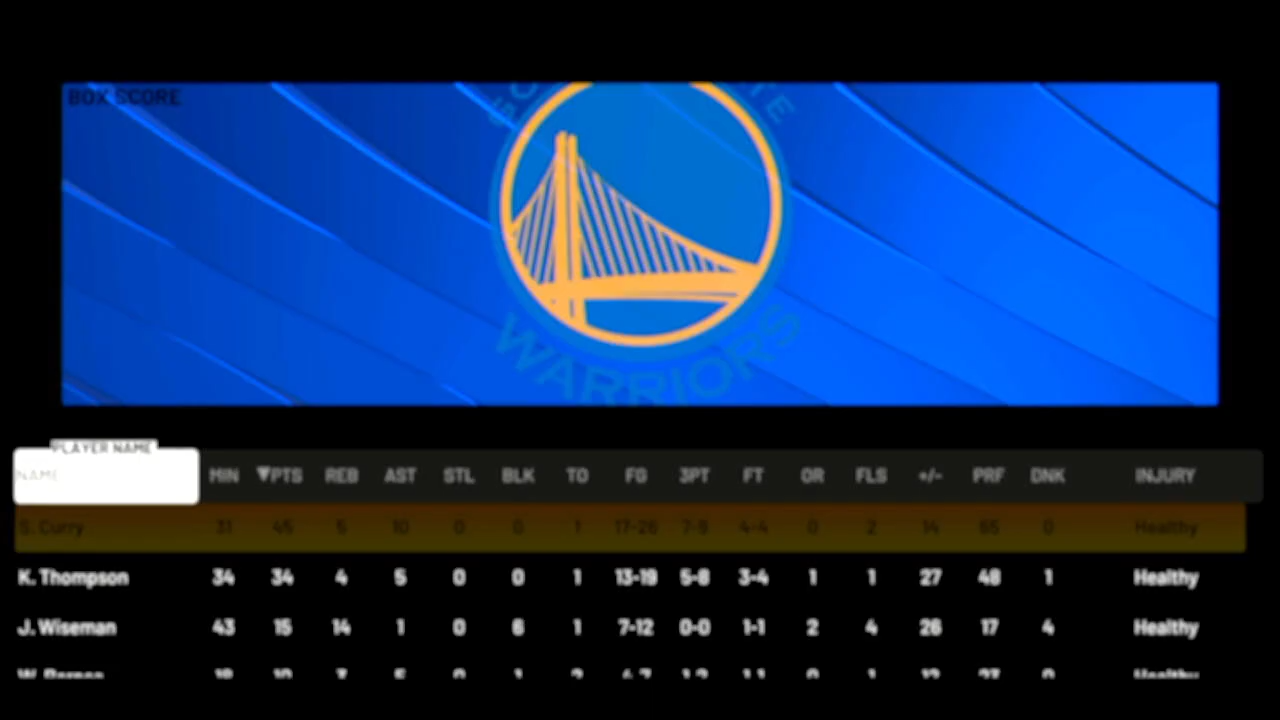 BOX SCORE
WARRIORS
PLAYER NAME
NAME MIN ▼PTS REB AST STL BLK TO FG 3PT FT OR FLS +/- PRF DNK INJURY
S. Curry 31 45 5 10 0 0 1 17-26 7-9 4-4 0 2 14 65 0 Healthy
K. Thompson 34 34 4 5 0 0 1 13-19 5-8 3-4 1 1 27 48 1 Healthy
J. Wiseman 43 15 14 1 0 6 1 7-12 0-0 1-1 2 4 26 17 4 Healthy